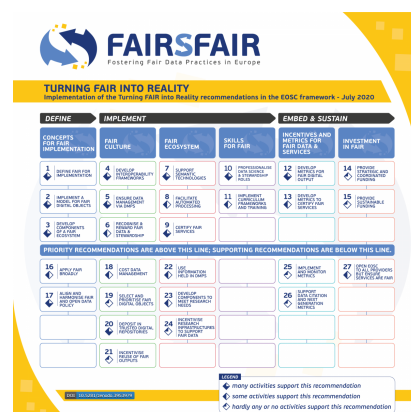 FAIRSFAIR
Fostering Fair Data Practices in Europe
TURNING FAIR INTO REALITY
Implementation of the Turning FAIR into Reality recommendations in the EOSC framework - July 2020
DEFINE
IMPLEMENT
EMBED & SUSTAIN
CONCEPTS
FOR FAIR
IMPLEMENTATION
FAIR
CULTURE
FAIR
ECOSYSTEM
SKILLS
FOR FAIR
INCENTIVES AND
METRICS FOR
FAIR DATA &
SERVICES
INVESTMENT
IN FAIR
1
DEFINE FAIR FOR
IMPLEMENTATION
4
DEVELOP
INTEROPERABILITY
FRAMEWORKS
7
SUPPORT
SEMANTIC
TECHNOLOGIES
10
PROFESSIONALISE
DATA SCIENCE
& STEWARDSHIP
ROLES
12
DEVELOP
METRICS FOR
FAIR DIGITAL
OUTPUT
14
PROVIDE
STRATEGIC AND
COORDINATED
FUNDING
2
IMPLEMENT A
MODEL FOR FAIR
DIGITAL OBJECTS
5
ENSURE DATA
MANAGEMENT
VIA DMPS
8
FACILITATE
AUTOMATED
PROCESSING
11
IMPLEMENT
CURRICULUM
FRAMEWORKS
AND TRAINING
13
DEVELOP
METRICS TO
CERTIFY FAIR
SERVICES
15
PROVIDE
SUSTAINABLE
FUNDING
3
DEVELOP
COMPONENTS
OF A FAIR
ECOSYSTEM
6
RECOGNISE &
REWARD FAIR
DATA &
STEWARDSHIP
9
CERTIFY FAIR
SERVICES
PRIORITY RECOMMENDATIONS ARE ABOVE THIS LINE; SUPPORTING RECOMMENDATIONS ARE BELOW THIS LINE.
16
APPLY FAIR
BROADLY
18
COST DATA
MANAGEMENT
22
USE
INFORMATION
HELD IN DMPS
25
IMPLEMENT
AND MONITOR
METRICS
27
OPEN EOSC
TO ALL PROVIDERS
BUT ENSURE
SERVICES ARE FAIR
17
ALIGN AND
HARMONISE FAIR
AND OPEN DATA
POLICY
19
SELECT AND
PRIORITISE FAIR
DIGITAL OBJECTS
23
DEVELOP
COMPONENTS TO
MEET RESEARCH
NEEDS
26
SUPPORT
DATA CITATION
AND NEXT
GENERATION
METRICS
20
DEPOSIT IN
TRUSTED DIGITAL
REPOSITORIES
24
INCENTIVISE
RESEARCH
INFRASTRUCTURES
TO SUPPORT
FAIR DATA
21
INCENTIVISE
REUSE OF FAIR
OUTPUTS
LEGEND
many activities support this recommendation
some activities support this recommendation
hardly any or no activities support this recommendation
DOI